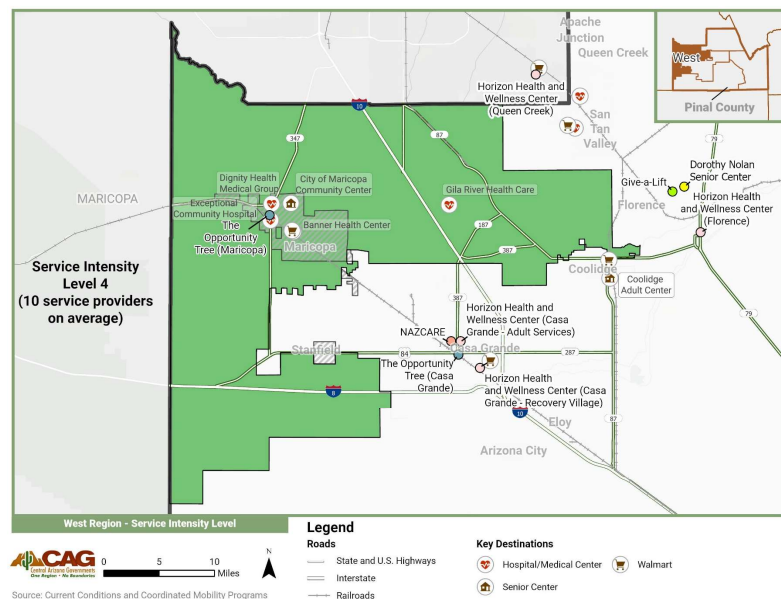 Apache
Junction
Queen Creek
West
Pinal County
Horizon Health and
Wellness Center
(Queen Creek)
San
Tan
Valley
10
347
87
79
Dorothy Nolan
Senior Center
Give-a-Lift
Florence
Horizon Health
and Wellness Center
(Florence)
MARICOPA
Dignity Health
Medical Group
City of Maricopa
Community Center
Exceptional
Community Hospital
The
Opportunity
Tree (Maricopa)
Banner Health Center
Maricopa
Gila River Health Care
187
387
Coolidge
Coolidge
Adult Center
Service Intensity
Level 4
(10 service providers
on average)
387
Horizon Health and
Wellness Center (Casa
Grande - Adult Services)
NAZCARE
Casa Grande
79
Stanfield
84
287
The Opportunity
Tree (Casa
Grande)
Horizon Health
and Wellness Center (Casa
Grande - Recovery Village)
8
10
87
Eloy
Arizona City
West Region - Service Intensity Level
Legend
Roads
State and U.S. Highways
Interstate
Railroads
Key Destinations
Hospital/Medical Center
Walmart
Senior Center
CAG
Central Arizona Governments
One Region • No Boundaries
0 5 10
Miles
N
Source: Current Conditions and Coordinated Mobility Programs